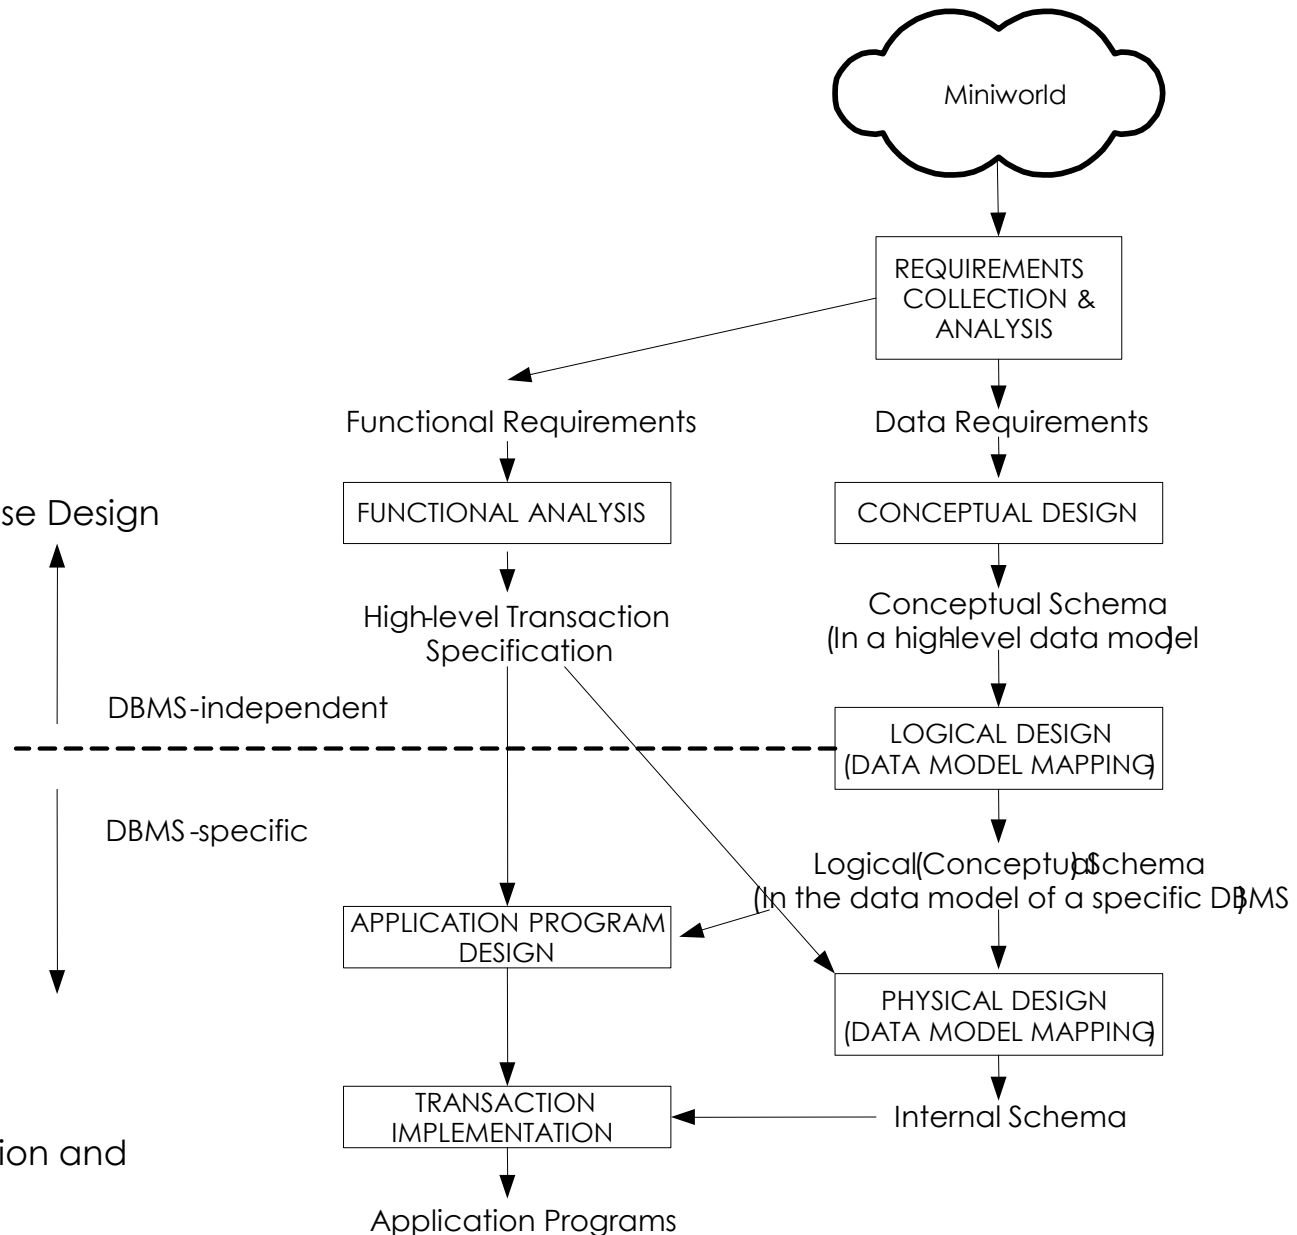 Miniworld
REQUIREMENTS
COLLECTION &
ANALYSIS
Functional Requirements
Data Requirements
se Design
FUNCTIONAL ANALYSIS
CONCEPTUAL DESIGN
High-level Transaction
Specification
Conceptual Schema
(In a high-level data model)
DBMS-independent
LOGICAL DESIGN
(DATA MODEL MAPPING)
DBMS-specific
Logical (Conceptual) Schema
(In the data model of a specific DBMS)
APPLICATION PROGRAM
DESIGN
PHYSICAL DESIGN
(DATA MODEL MAPPING)
TRANSACTION
IMPLEMENTATION
Internal Schema
ion and
Application Programs